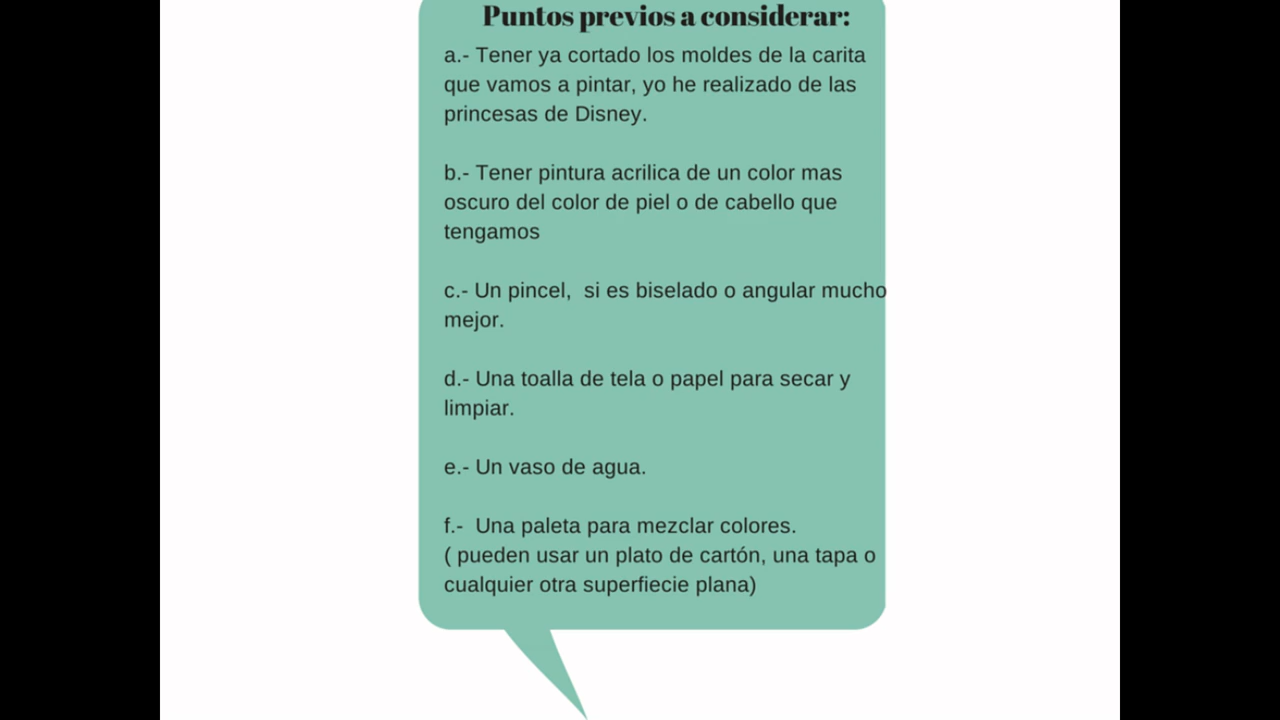 Puntos previos a considerar:
a.- Tener ya cortado los moldes de la carita
que vamos a pintar, yo he realizado de las
princesas de Disney.
b.- Tener pintura acrilica de un color mas
oscuro del color de piel o de cabello que
tengamos
c.- Un pincel,  si es biselado o angular mucho
mejor.
d.- Una toalla de tela o papel para secar y
limpiar.
e.- Un vaso de agua.
f.-  Una paleta para mezclar colores.
( pueden usar un plato de cartón, una tapa o
cualquier otra superfiecie plana)